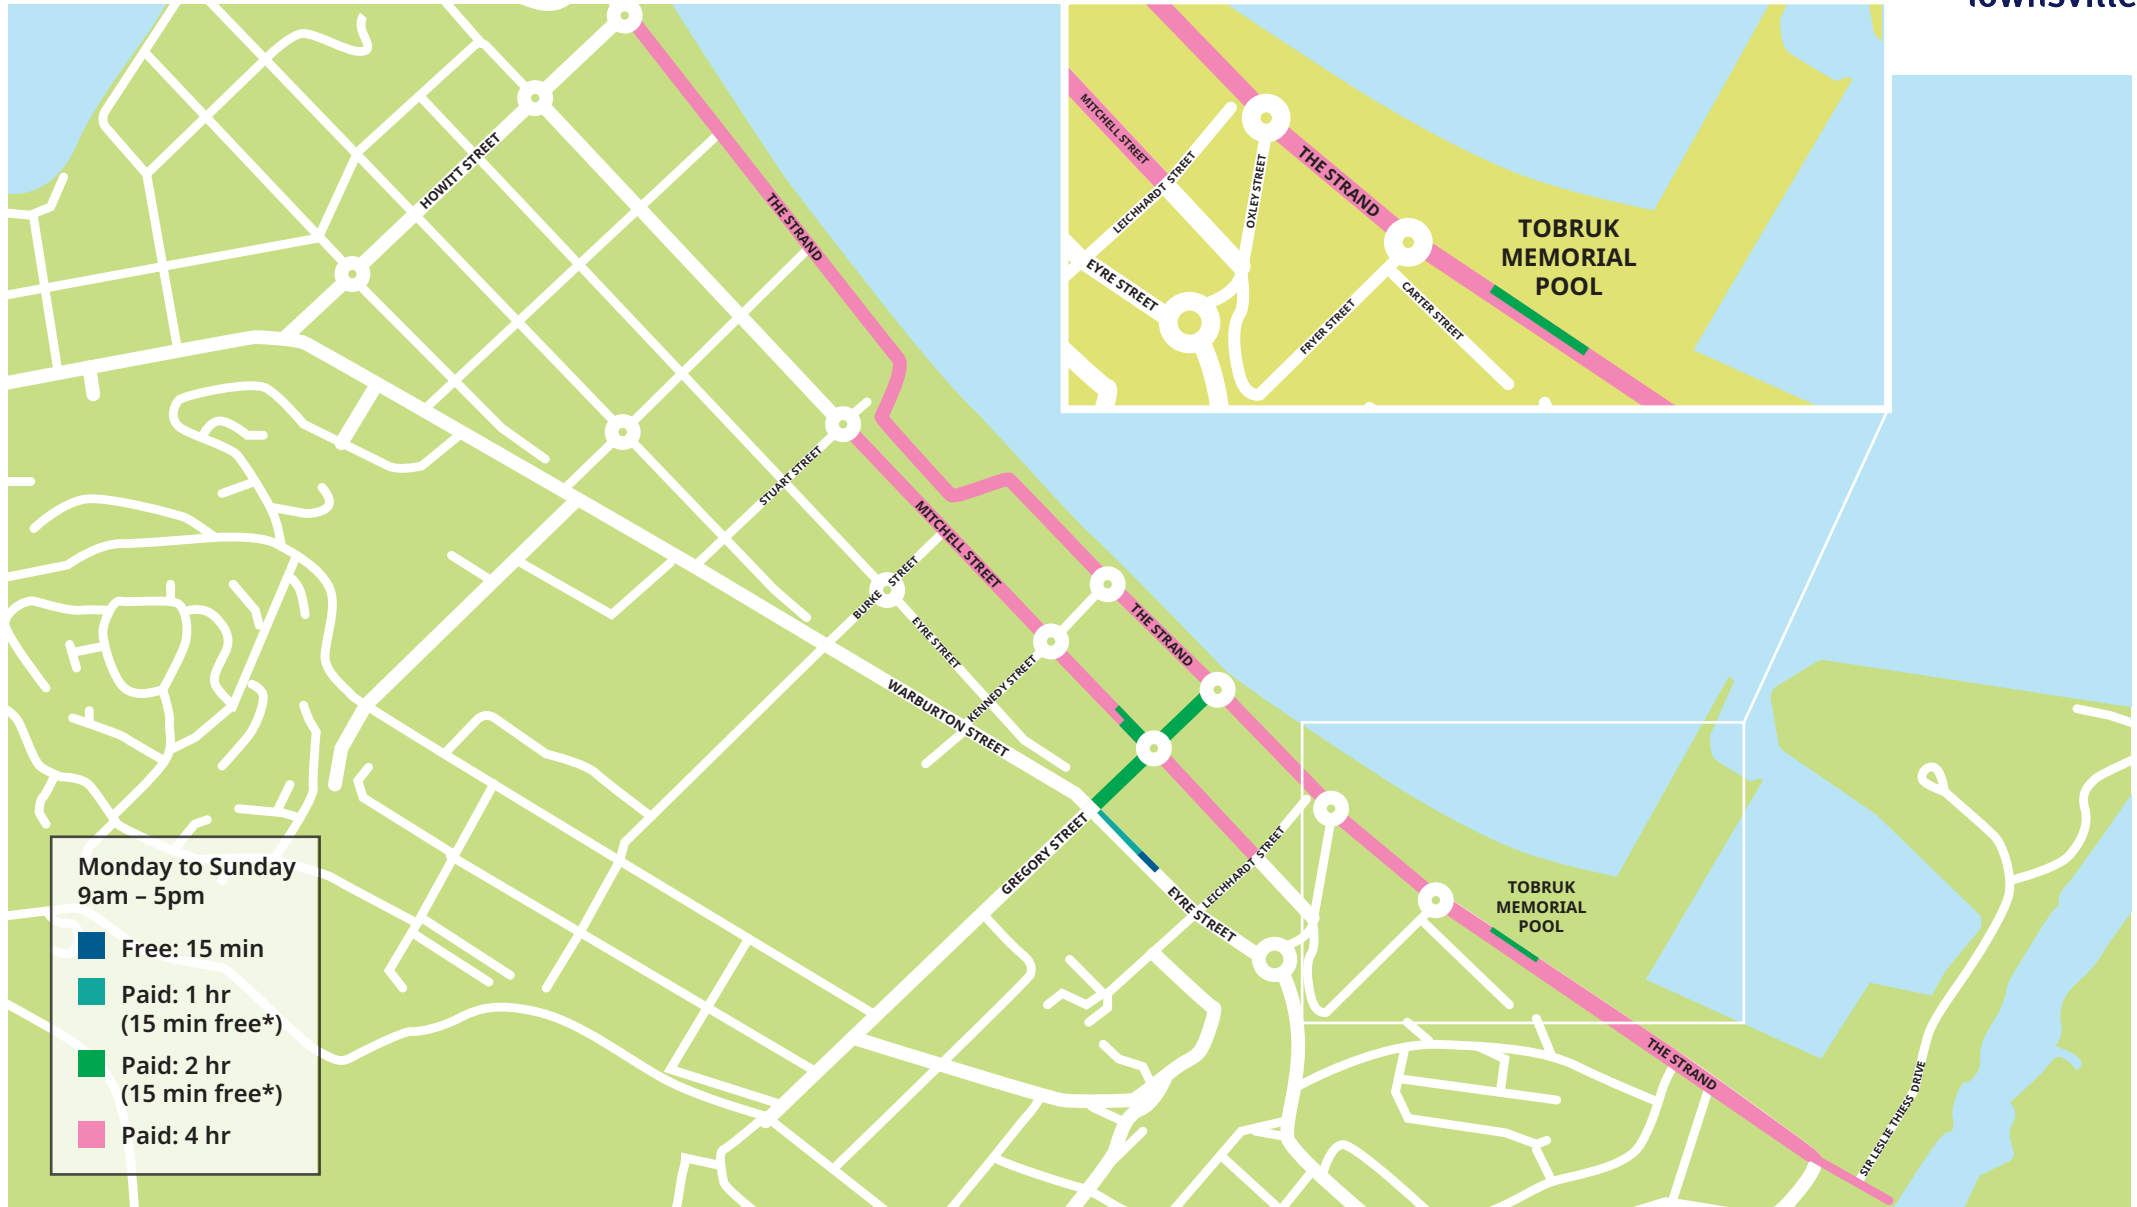 townsville
MITCHELL STREET
LEICHHARDT STREET
OXLEY STREET
THE STRAND
EYRE STREET
FRYER STREET
CARTER STREET
TOBRUK
MEMORIAL
POOL
HOWITT STREET
THE STRAND
STUART STREET
MITCHELL STREET
BURKE STREET
EYRE STREET
KENNEDY STREET
WARBURTON STREET
THE STRAND
GREGORY STREET
LEICHHARDT STREET
EYRE STREET
TOBRUK
MEMORIAL
POOL
THE STRAND
SIR LESLIE THIESS DRIVE
Monday to Sunday
9am – 5pm
Free: 15 min
Paid: 1 hr
(15 min free*)
Paid: 2 hr
(15 min free*)
Paid: 4 hr